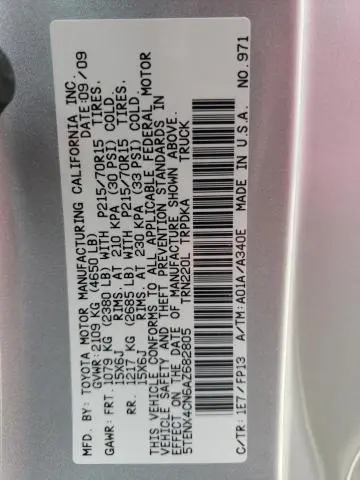 MFD. BY: TOYOTA MOTOR MANUFACTURING CALIFORNIA INC.
GVWR: 2109 KG (4650 LB) DATE: 09/09
GAWR: FRT. 1079 KG (2380 LB) WITH P215/70R15 TIRES.
15X6J RIMS. AT 210 KPA (30 PSI) COLD.
RR. 1217 KG (2685 LB) WITH P215/70R15 TIRES.
15X6J RIMS. AT 230 KPA (33 PSI) COLD.
THIS VEHICLE CONFORMS TO ALL APPLICABLE FEDERAL MOTOR
VEHICLE SAFETY AND THEFT PREVENTION STANDARDS IN
EFFECT ON THE DATE OF MANUFACTURE SHOWN ABOVE.
5TENX4CN6AZ682805 TRN220L TRPDKA TRUCK
C/TR: 1E7/FP13 A/TM: A01A/A340E MADE IN U.S.A. NO. 971